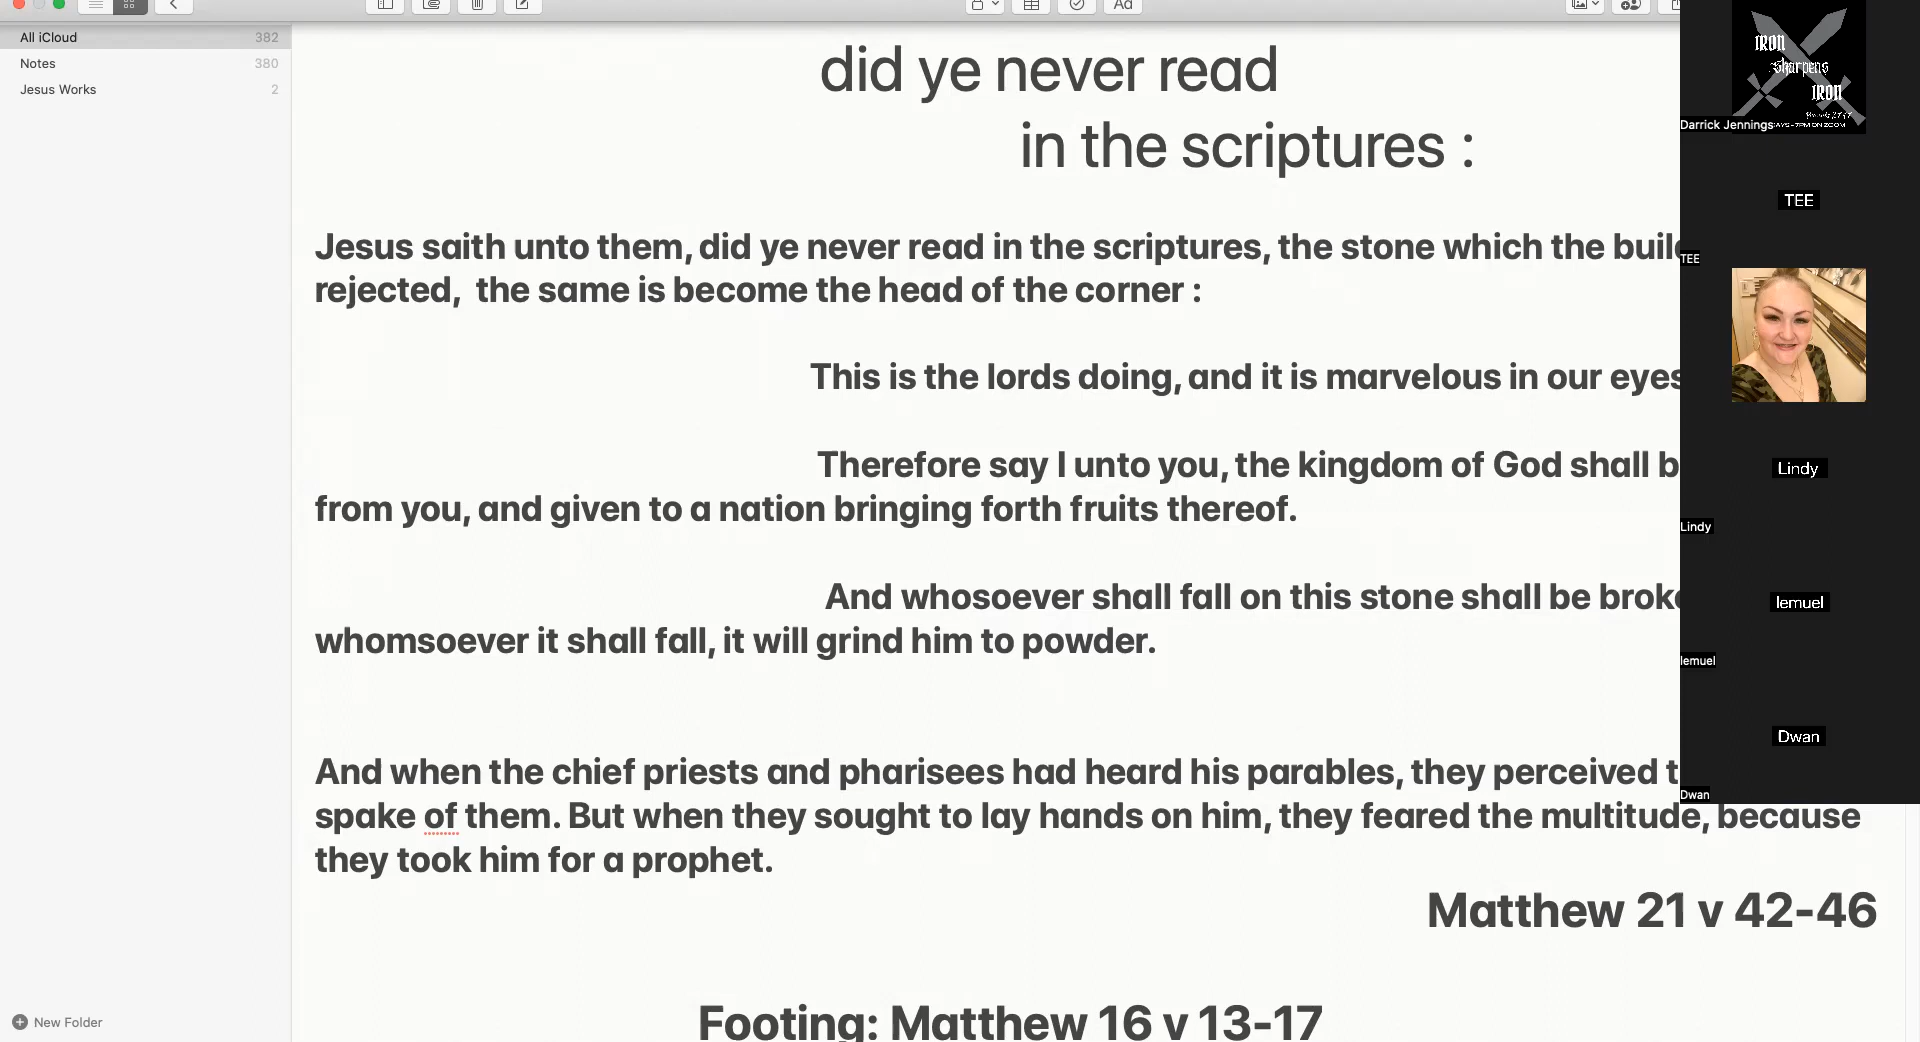 Ad
All iCloud 382
Notes 380
Jesus Works 2
New Folder
did ye never read
in the scriptures :
Jesus saith unto them, did ye never read in the scriptures, the stone which the
rejected, the same is become the head of the corner :
This is the lords doing, and it is marvelous in our eyes
Therefore say I unto you, the kingdom of God shall
from you, and given to a nation bringing forth fruits thereof.
And whosoever shall fall on this stone shall be
whomsoever it shall fall, it will grind him to powder.
And when the chief priests and pharisees had heard his parables, they perceived
spake of them. But when they sought to lay hands on him, they feared the multitude, because
they took him for a prophet.
Matthew 21 v 42-46
Footing: Matthew 16 v 13-17
IRON
sharpens
IRON
Darrick Jennings
TEE
TEE
Lindy
Lindy
lemuel
lemuel
Dwan
Dwan